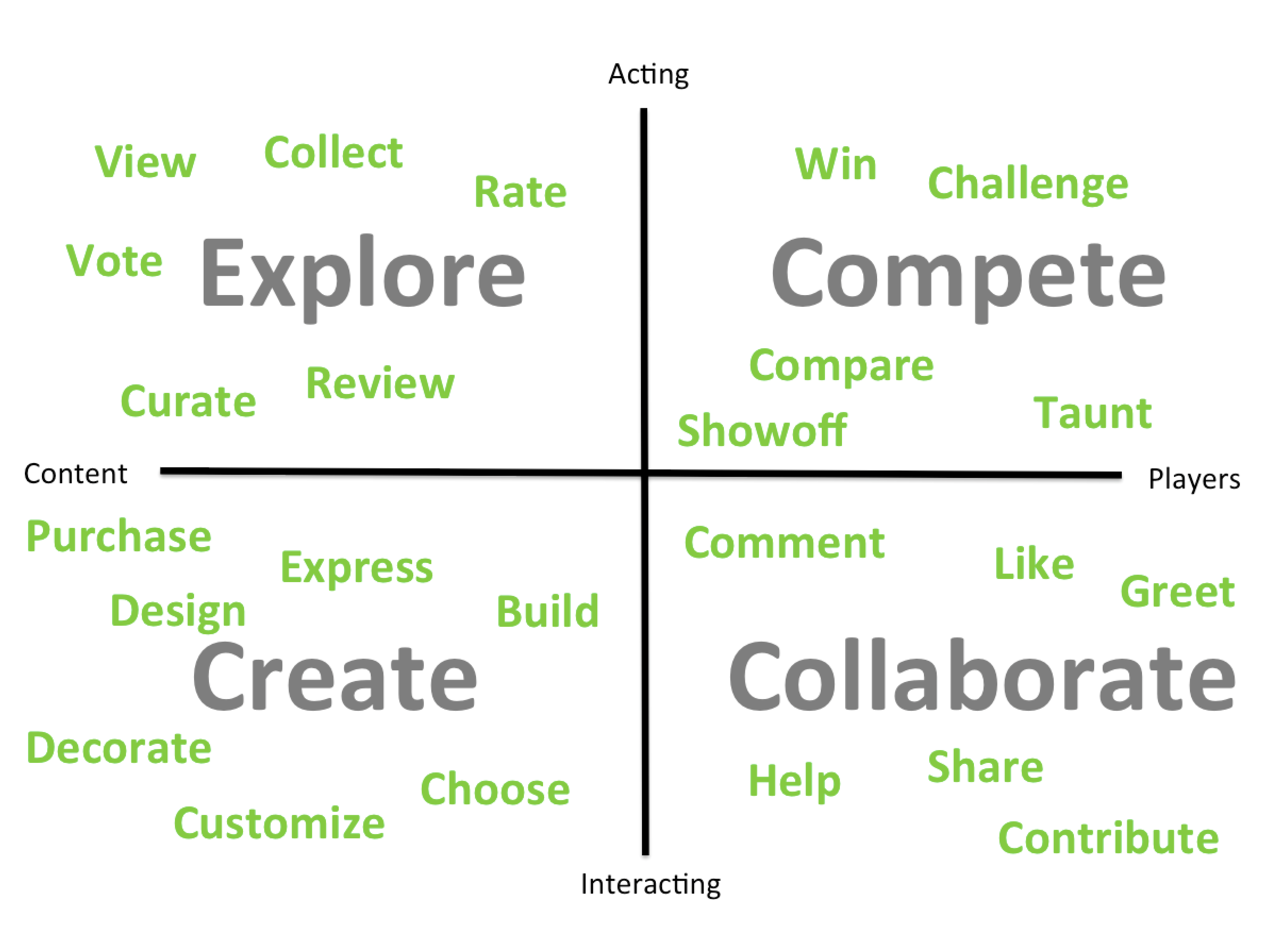 Acting
View
Collect
Rate
Vote
Explore
Curate
Review
Win
Challenge
Compete
Compare
Showoff
Taunt
Content
Players
Purchase
Express
Design
Build
Create
Decorate
Choose
Customize
Comment
Like
Greet
Collaborate
Help
Share
Contribute
Interacting